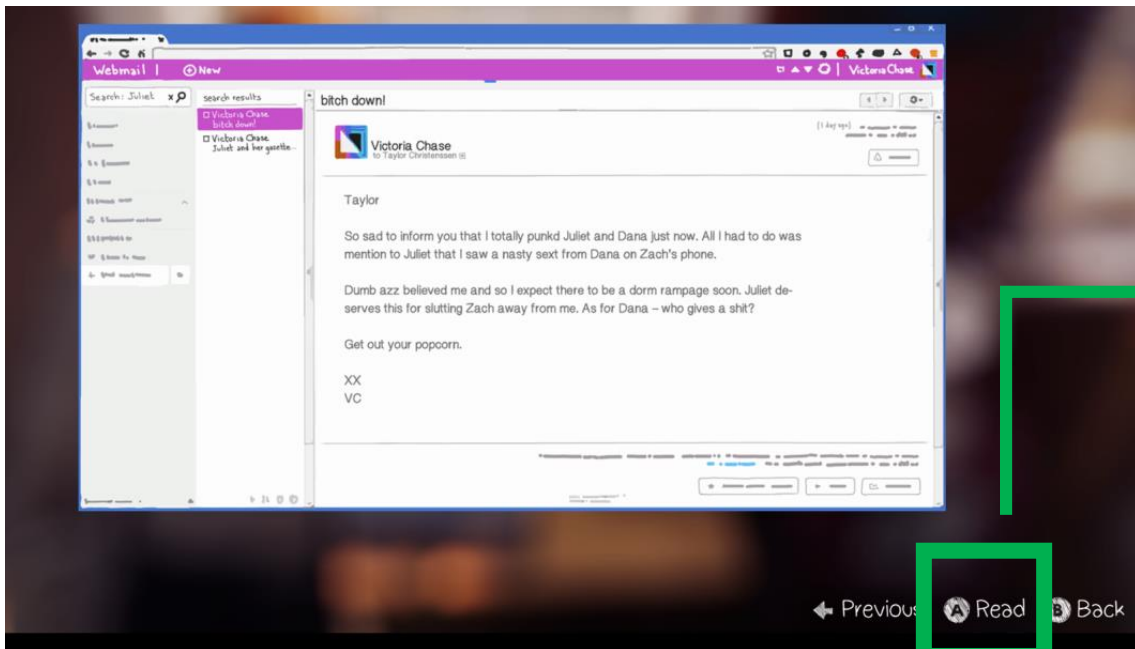 Webmail | New
Victoria Chase
Search: Juliet x
search results
Victoria Chase
bitch down!
Victoria Chase
Juliet and her gazette...
bitch down!
(1 day ago)
Victoria Chase
to Taylor Christensen
Taylor
So sad to inform you that I totally punkd Juliet and Dana just now. All I had to do was
mention to Juliet that I saw a nasty sext from Dana on Zach's phone.
Dumb azz believed me and so I expect there to be a dorm rampage soon. Juliet de-
serves this for slutting Zach away from me. As for Dana – who gives a shit?
Get out your popcorn.
XX
VC
Previous A Read B Back